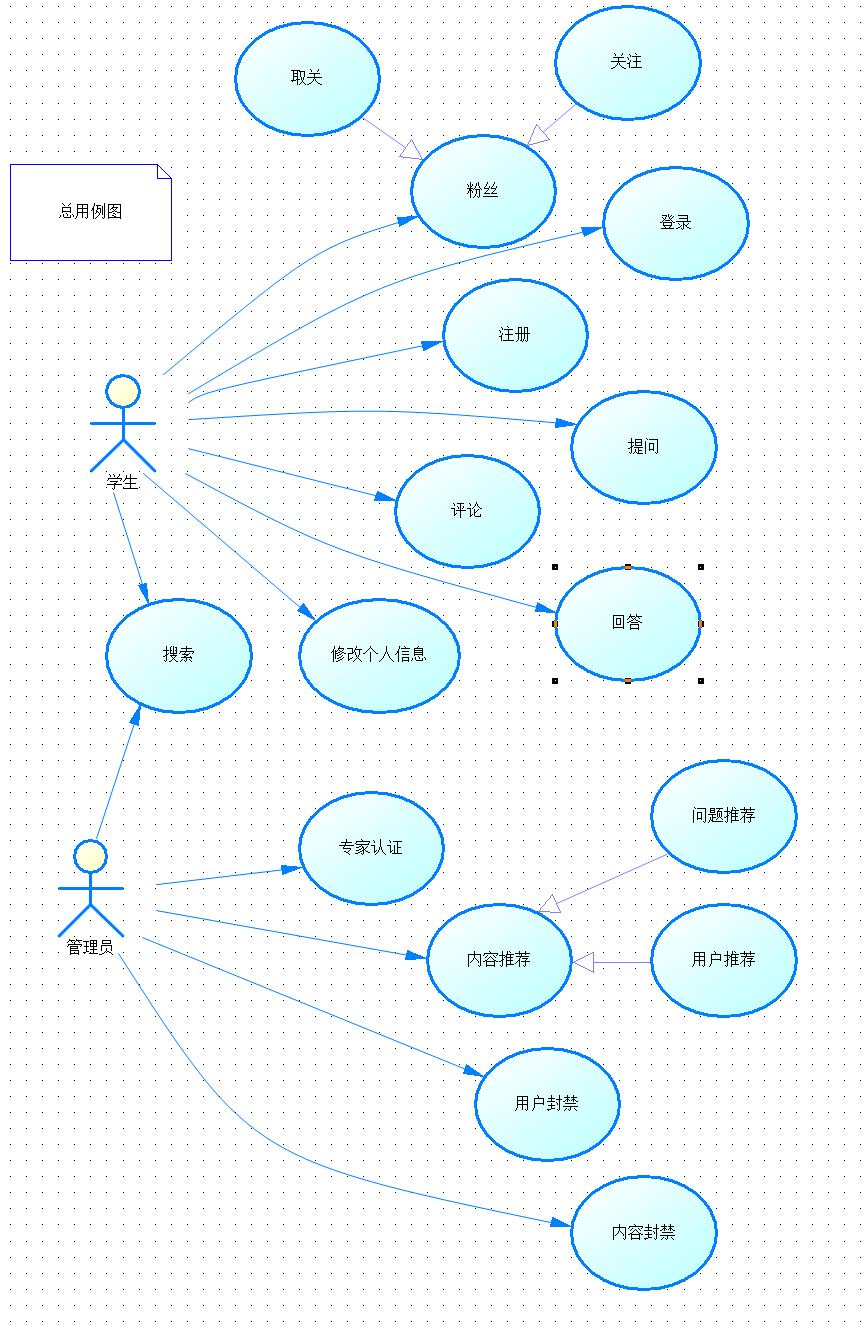 取关
关注
粉丝
总用例图
登录
注册
提问
学生
评论
回答
搜索
修改个人信息
问题推荐
专家认证
管理员
内容推荐
用户推荐
用户封禁
内容封禁